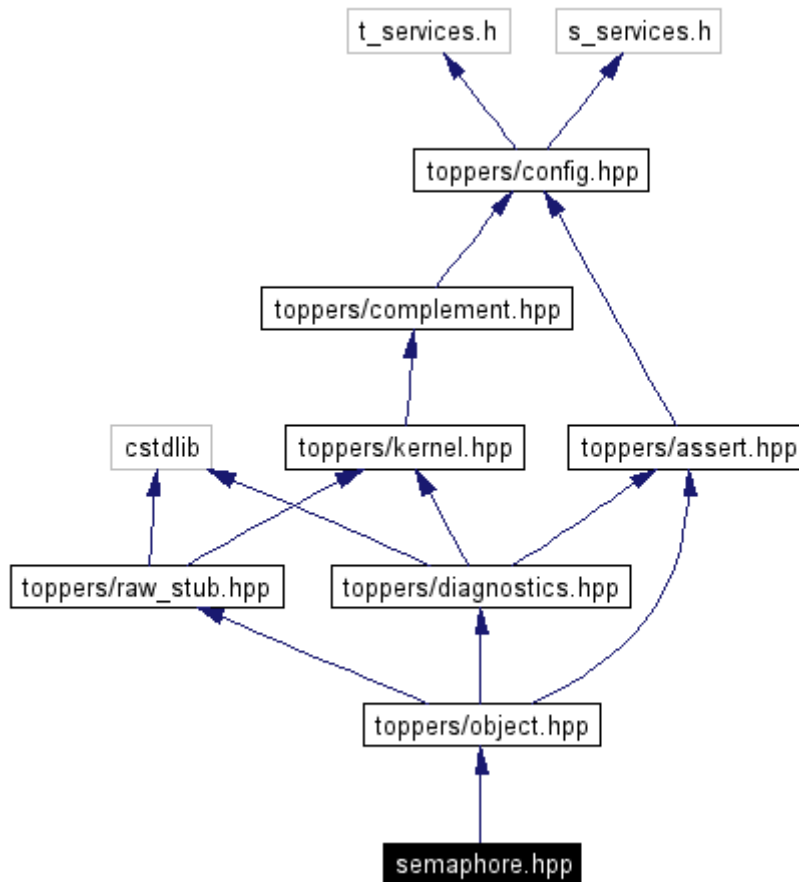 t_services.h
s_services.h
toppers/config.hpp
toppers/complement.hpp
cstdlib
toppers/kernel.hpp
toppers/assert.hpp
toppers/raw_stub.hpp
toppers/diagnostics.hpp
toppers/object.hpp
semaphore.hpp